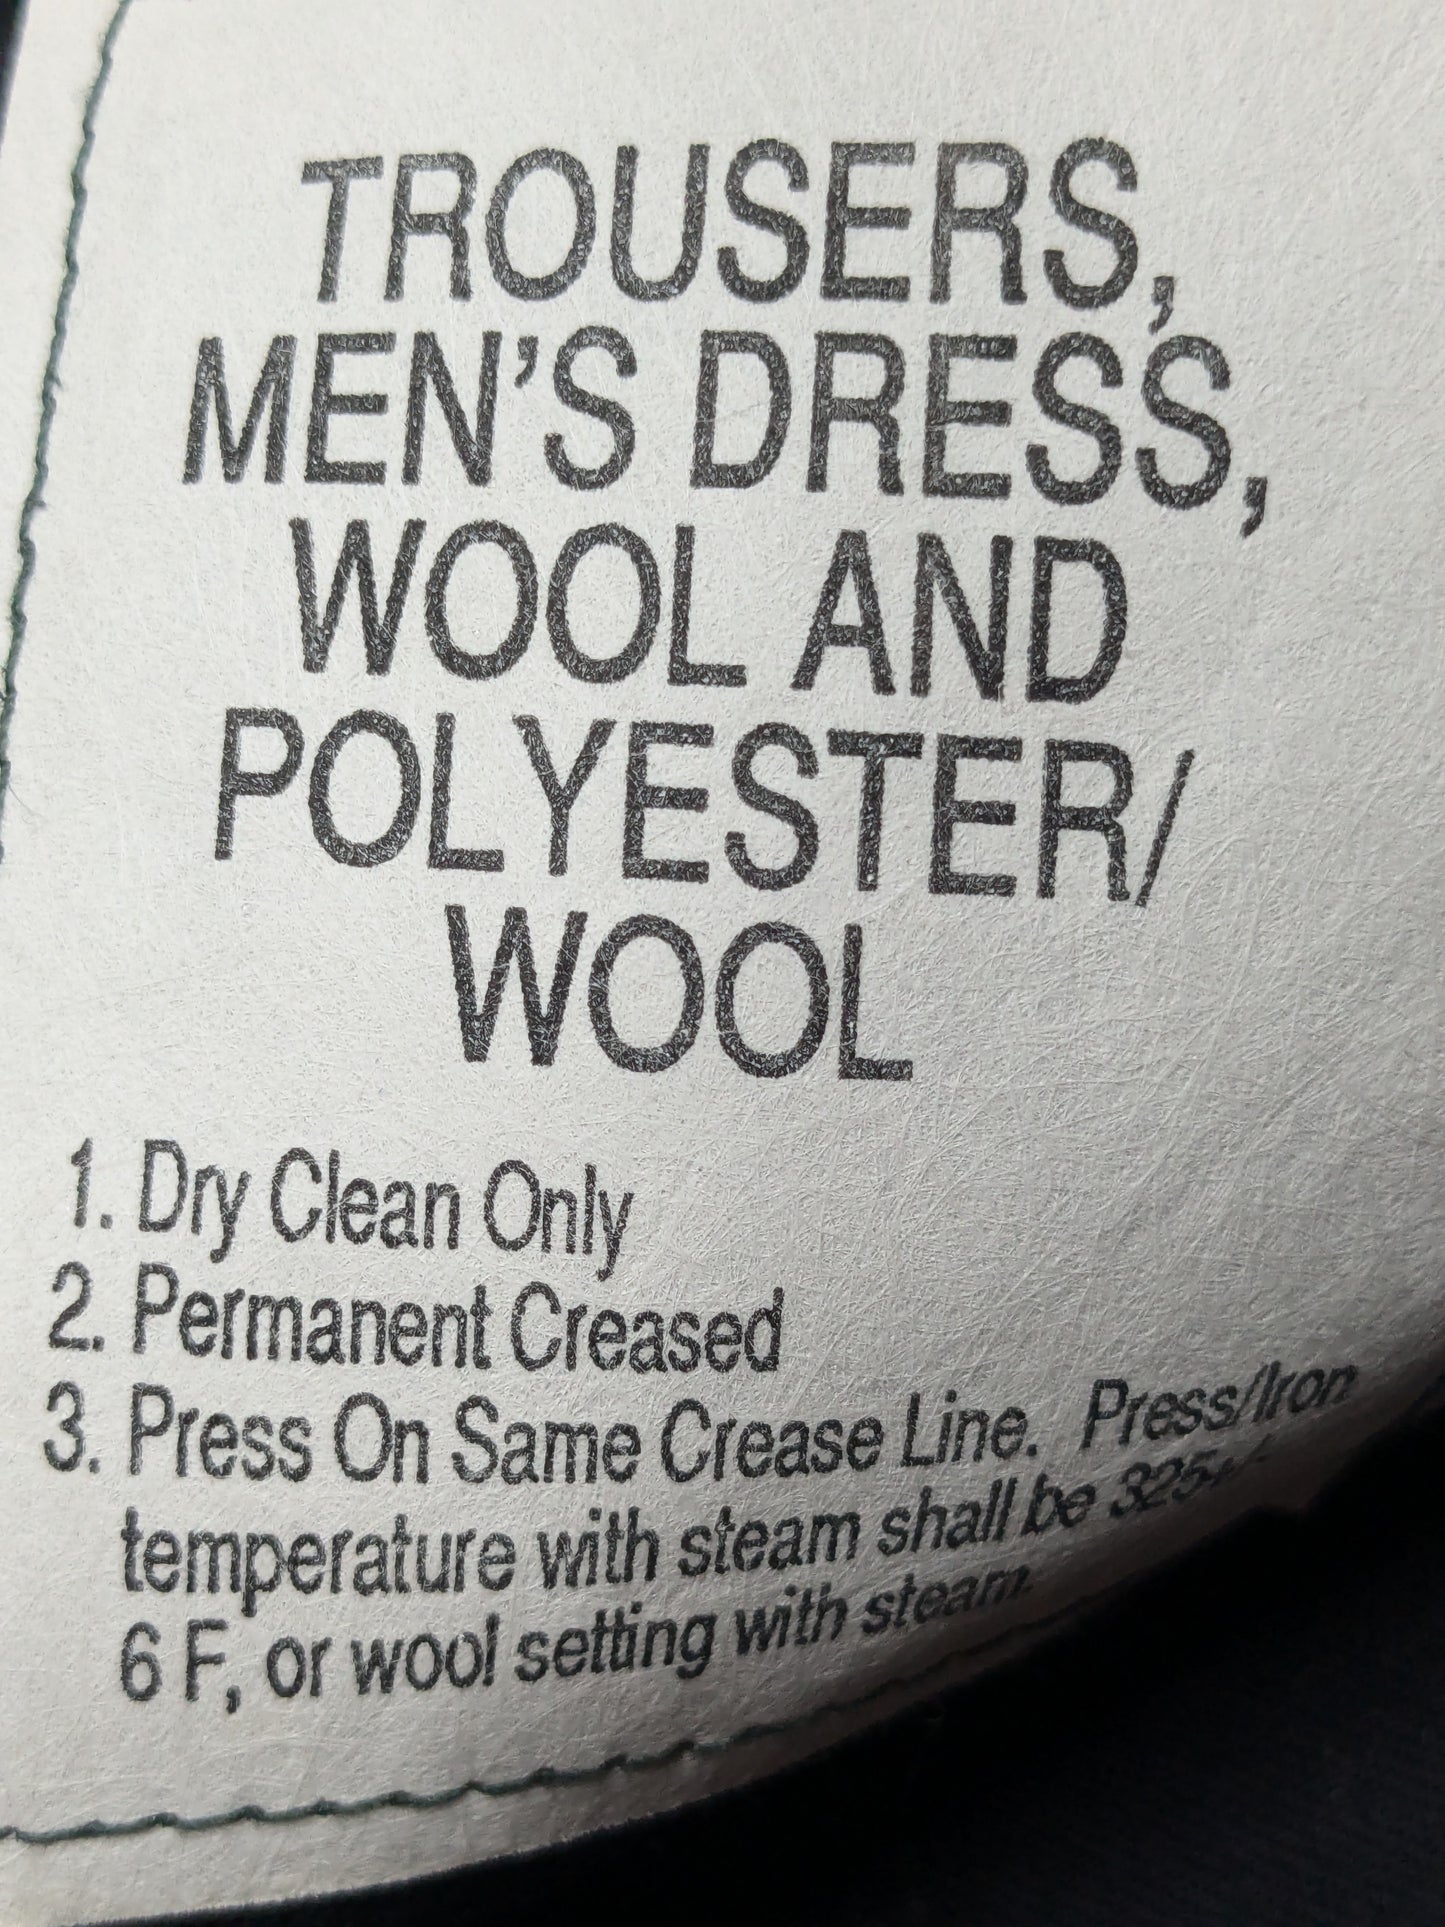 TROUSERS,
MEN'S DRESS,
WOOL AND
POLYESTER/
WOOL
1. Dry Clean Only
2. Permanent Creased
3. Press On Same Crease Line. Press/Iron
temperature with steam shall be 325+/-
6 F, or wool setting with steam.